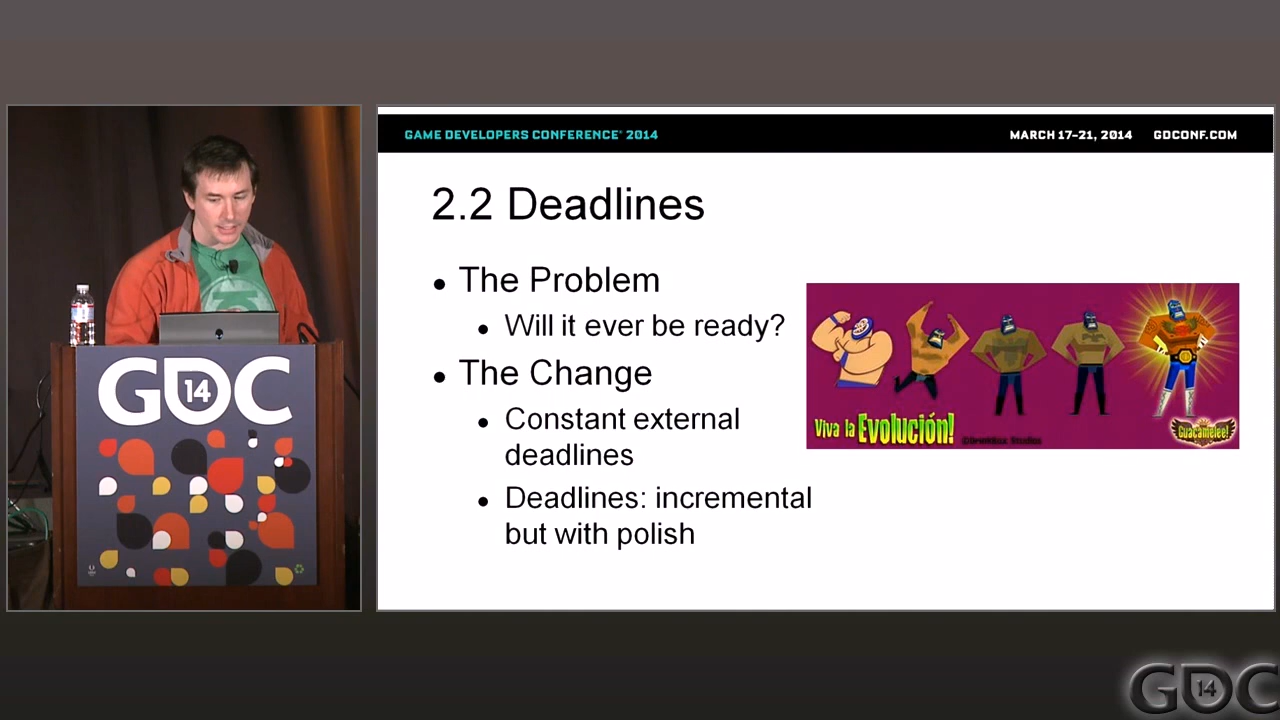 GAME DEVELOPERS CONFERENCE® 2014
MARCH 17–21, 2014 GDCONF.COM
2.2 Deadlines
• The Problem
• Will it ever be ready?
• The Change
• Constant external
deadlines
• Deadlines: incremental
but with polish
Viva la Evolución!
©DrinkBox Studios
Guacamelee!
GDC
14
GDC
14